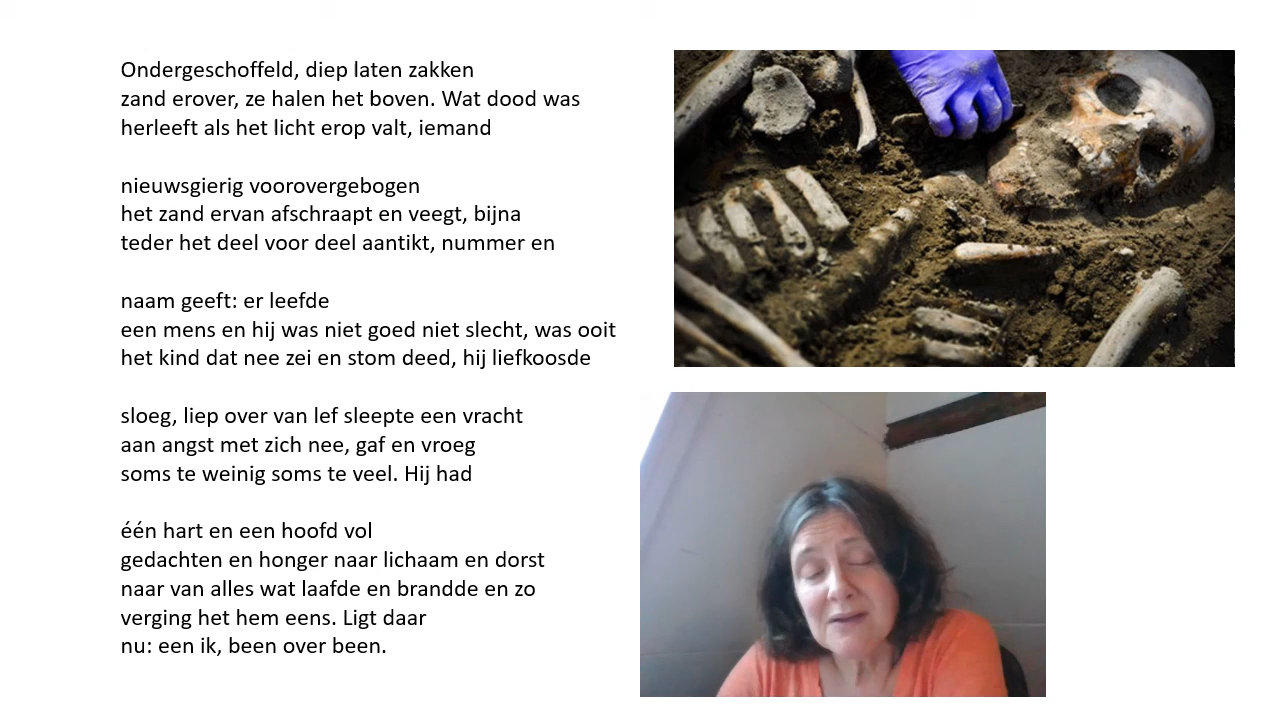 Ondergeschoffeld, diep laten zakken
zand erover, ze halen het boven. Wat dood was
herleeft als het licht erop valt, iemand
nieuwsgierig voorovergebogen
het zand ervan afschraapt en veegt, bijna
teder het deel voor deel aantikt, nummer en
naam geeft: er leefde
een mens en hij was niet goed niet slecht, was ooit
het kind dat nee zei en stom deed, hij liefkoosde
sloeg, liep over van lef sleepte een vracht
aan angst met zich nee, gaf en vroeg
soms te weinig soms te veel. Hij had
één hart en een hoofd vol
gedachten en honger naar lichaam en dorst
naar van alles wat laafde en brandde en zo
verging het hem eens. Ligt daar
nu: een ik, been over been.